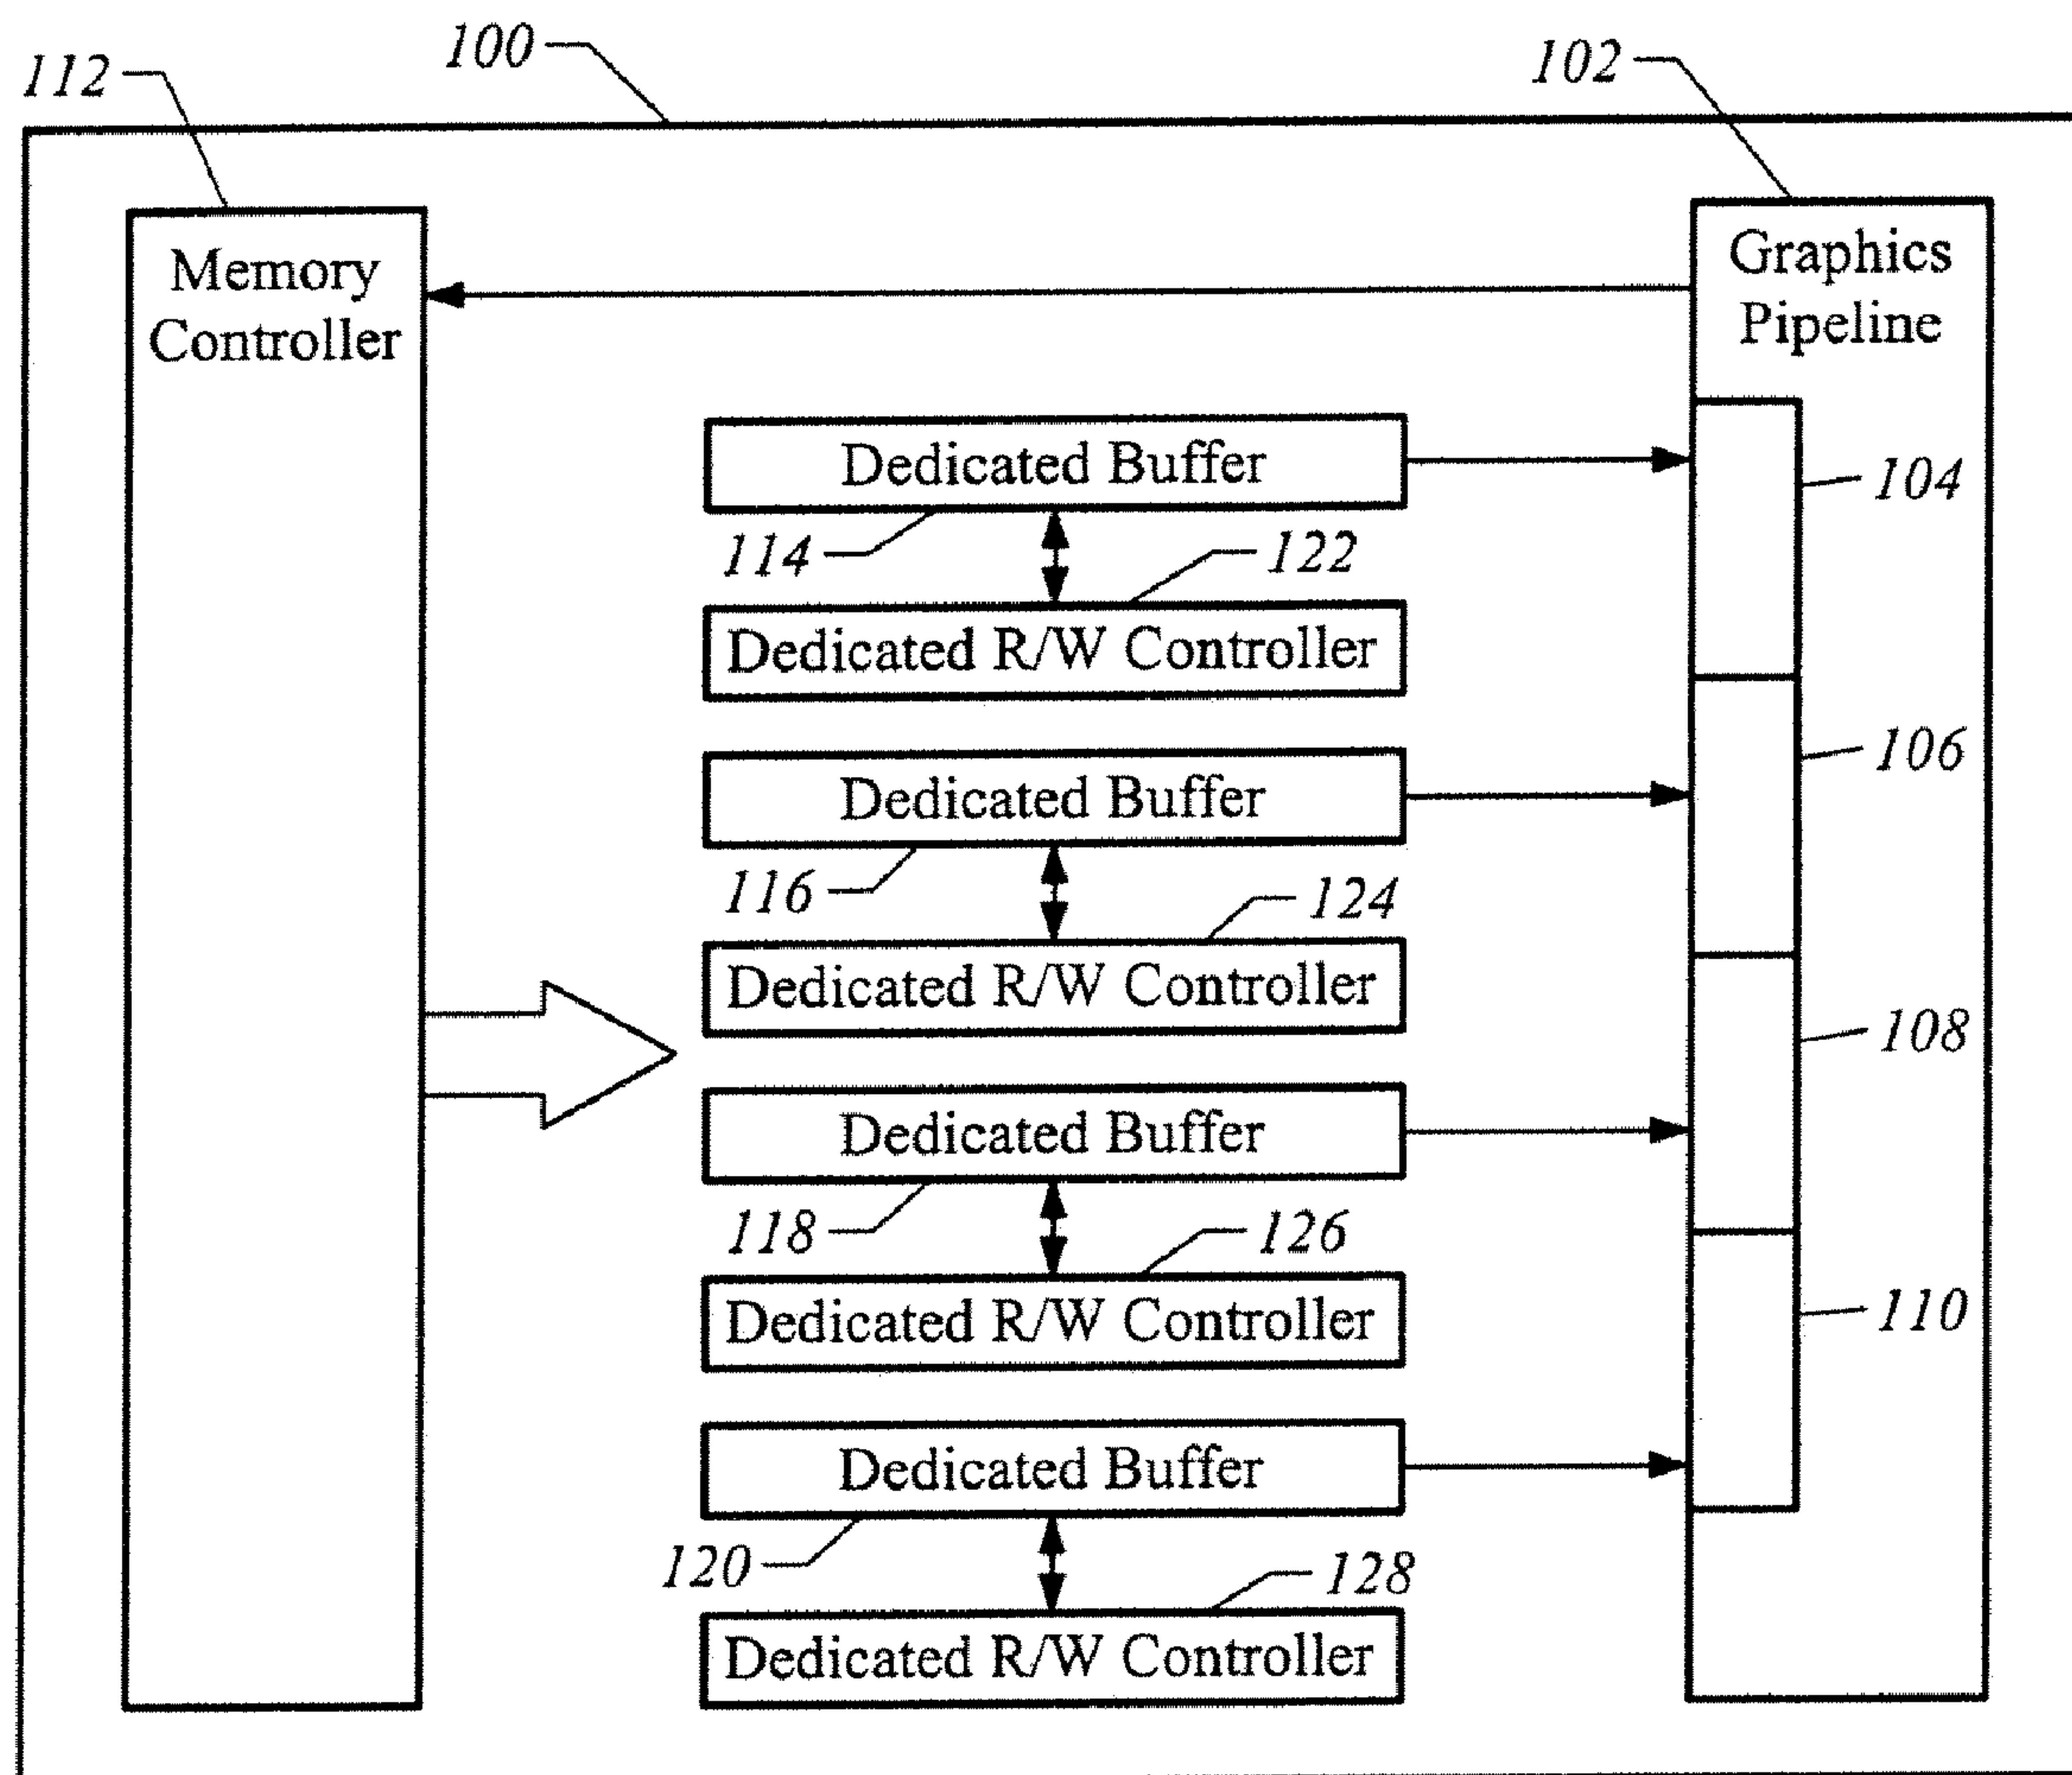 100
102
112
Memory
Controller
Graphics
Pipeline
Dedicated Buffer
104
114
122
Dedicated R/W Controller
106
Dedicated Buffer
116
124
Dedicated R/W Controller
108
Dedicated Buffer
118
126
110
Dedicated R/W Controller
Dedicated Buffer
120
128
Dedicated R/W Controller